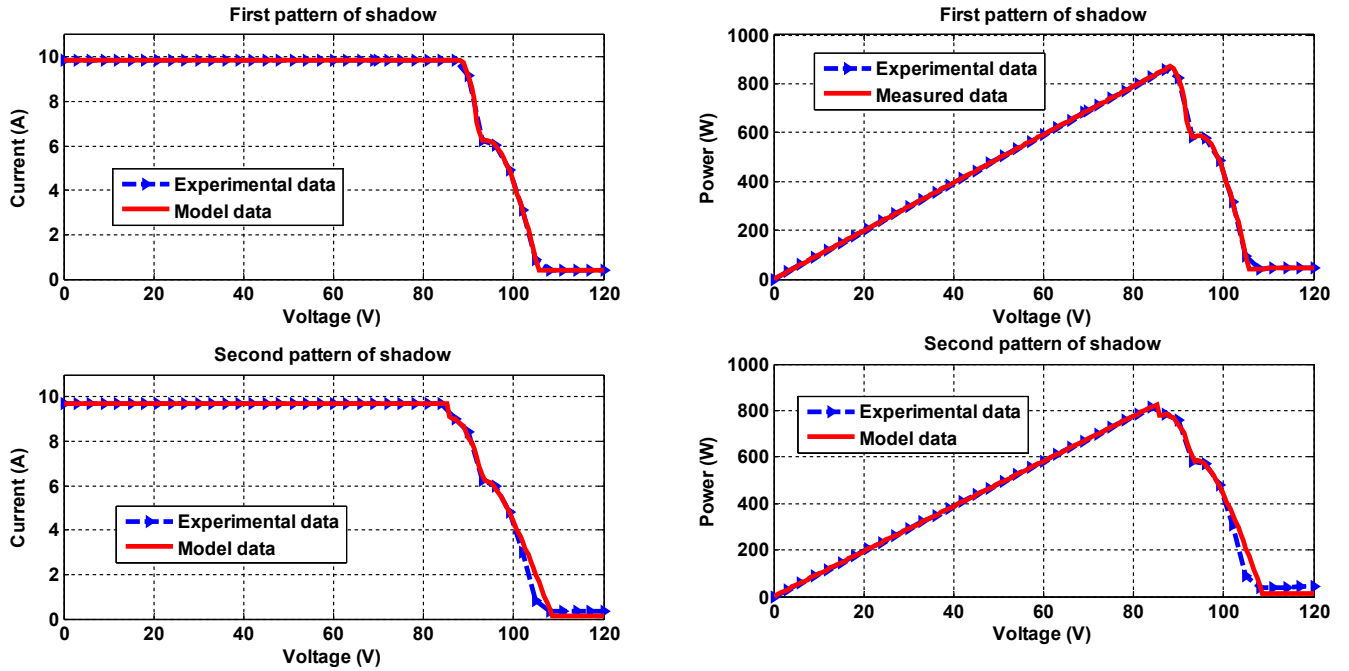 First pattern of shadow
10
8
6
4
2
0
Current (A)
Experimental data
Model data
0 20 40 60 80 100 120
Voltage (V)
First pattern of shadow
1000
800
600
400
200
0
Power (W)
Experimental data
Measured data
0 20 40 60 80 100 120
Voltage (V)
Second pattern of shadow
10
8
6
4
2
0
Current (A)
Experimental data
Model data
0 20 40 60 80 100 120
Voltage (V)
Second pattern of shadow
1000
800
600
400
200
0
Power (W)
Experimental data
Model data
0 20 40 60 80 100 120
Voltage (V)